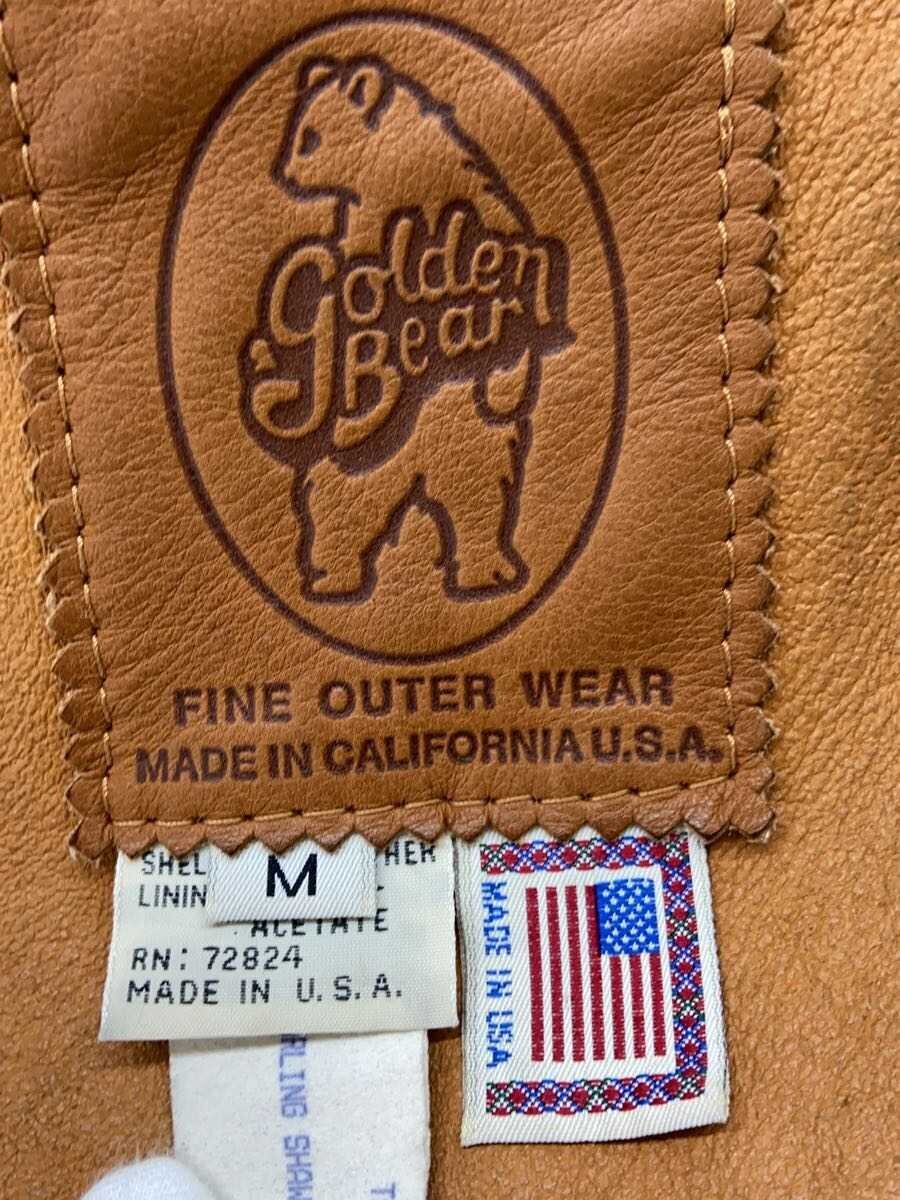 Golden
Bear
FINE OUTER WEAR
MADE IN CALIFORNIA U.S.A.
M
ACETATE
RN: 72824
MADE IN U.S.A.
MADE IN USA